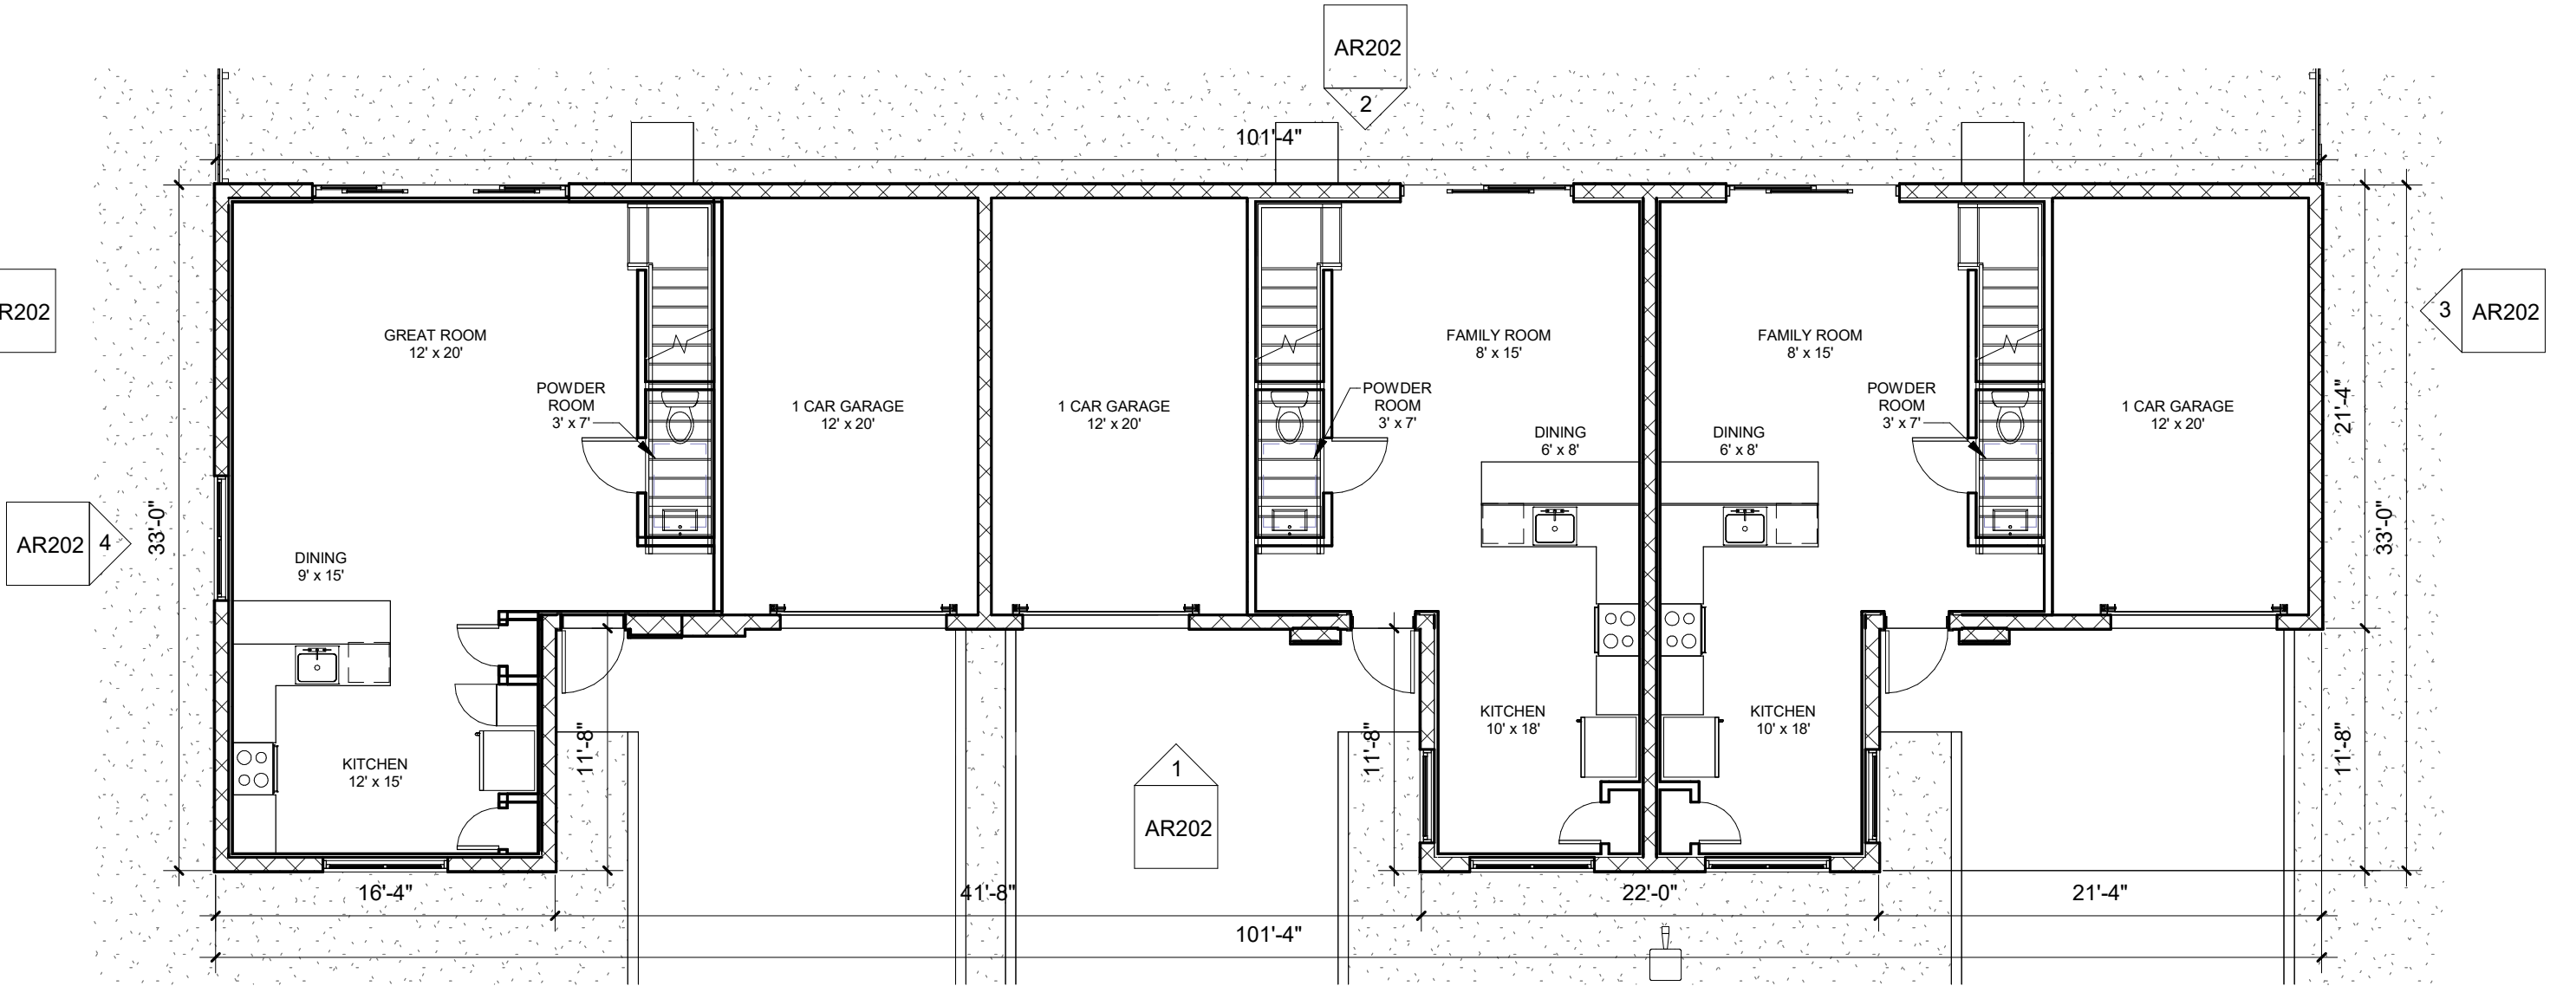 AR202
2
101'-4"
R202
GREAT ROOM
12' x 20'
FAMILY ROOM
8' x 15'
FAMILY ROOM
8' x 15'
3
AR202
POWDER
ROOM
3' x 7'
1 CAR GARAGE
12' x 20'
1 CAR GARAGE
12' x 20'
POWDER
ROOM
3' x 7'
POWDER
ROOM
3' x 7'
1 CAR GARAGE
12' x 20'
21'-4"
DINING
6' x 8'
DINING
6' x 8'
AR202
4
33'-0"
33'-0"
DINING
9' x 15'
KITCHEN
12' x 15'
11'-8"
1
AR202
11'-8"
KITCHEN
10' x 18'
KITCHEN
10' x 18'
11'-8"
16'-4"
41'-8"
22'-0"
21'-4"
101'-4"